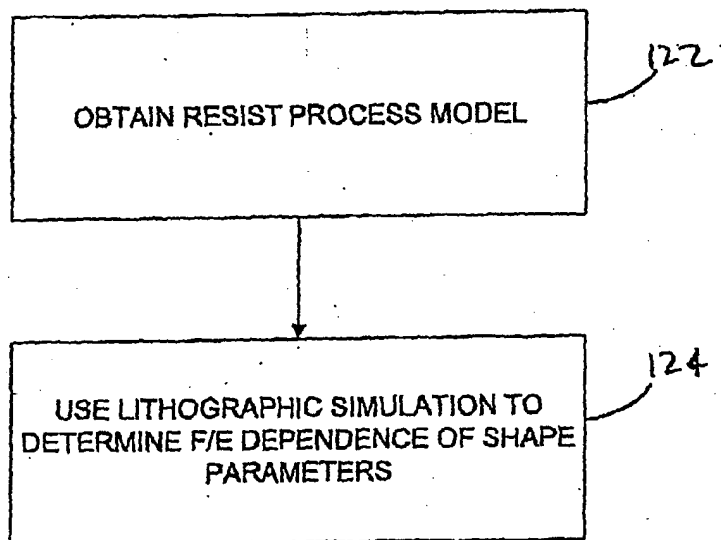 OBTAIN RESIST PROCESS MODEL
122
USE LITHOGRAPHIC SIMULATION TO
DETERMINE F/E DEPENDENCE OF SHAPE
PARAMETERS
124